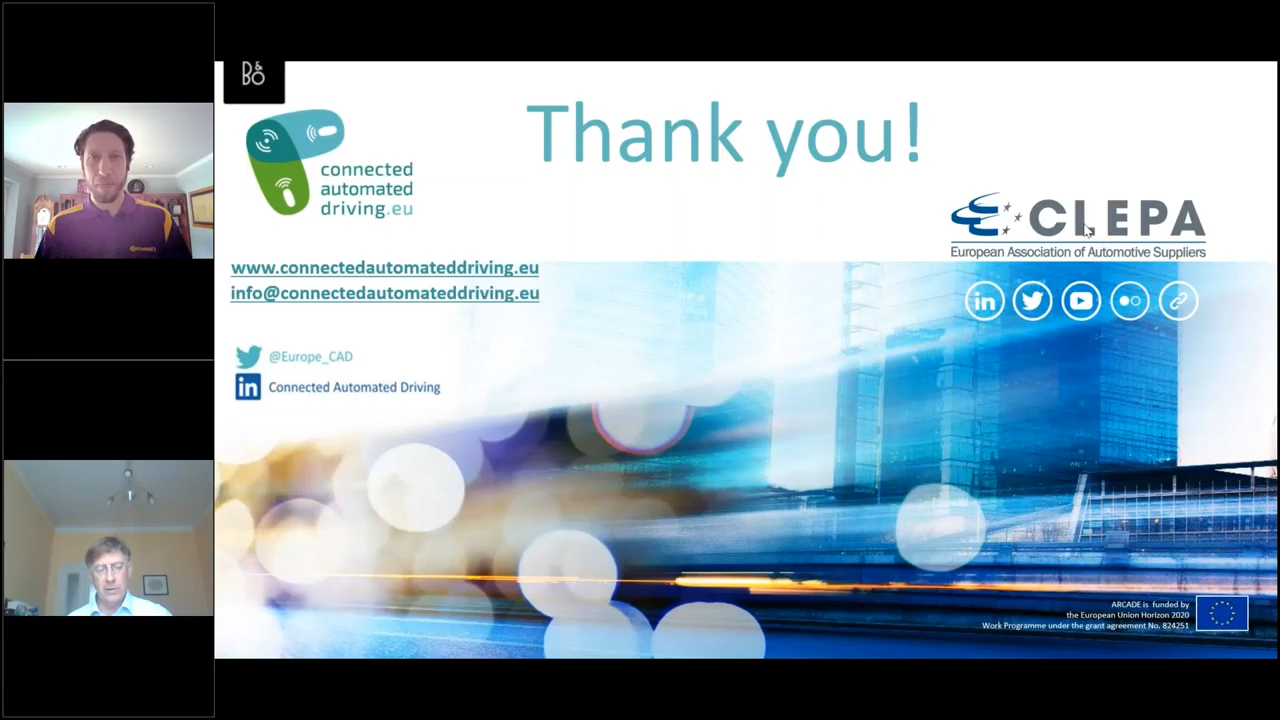 B&O
Thank you!
connected
automated
driving.eu
CLEPA
European Association of Automotive Suppliers
www.connectedautomateddriving.eu
info@connectedautomateddriving.eu
in
@Europe_CAD
in Connected Automated Driving
ARCADE is funded by
the European Union Horizon 2020
Work Programme under the grant agreement No. 824251